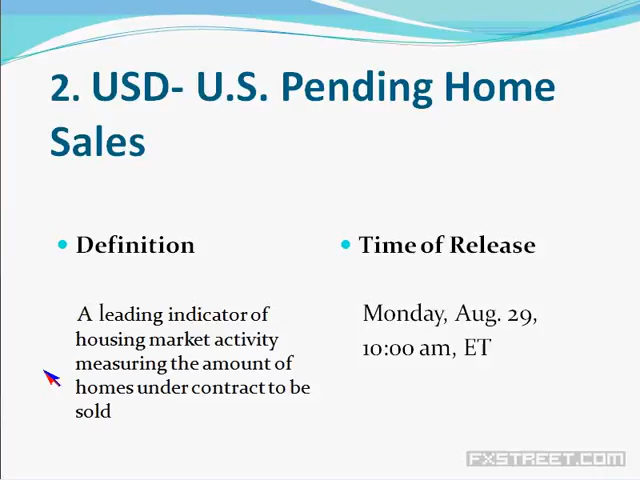 2. USD- U.S. Pending Home
Sales
Definition
A leading indicator of
housing market activity
measuring the amount of
homes under contract to be
sold
Time of Release
Monday, Aug. 29,
10:00 am, ET
FXSTREET.COM